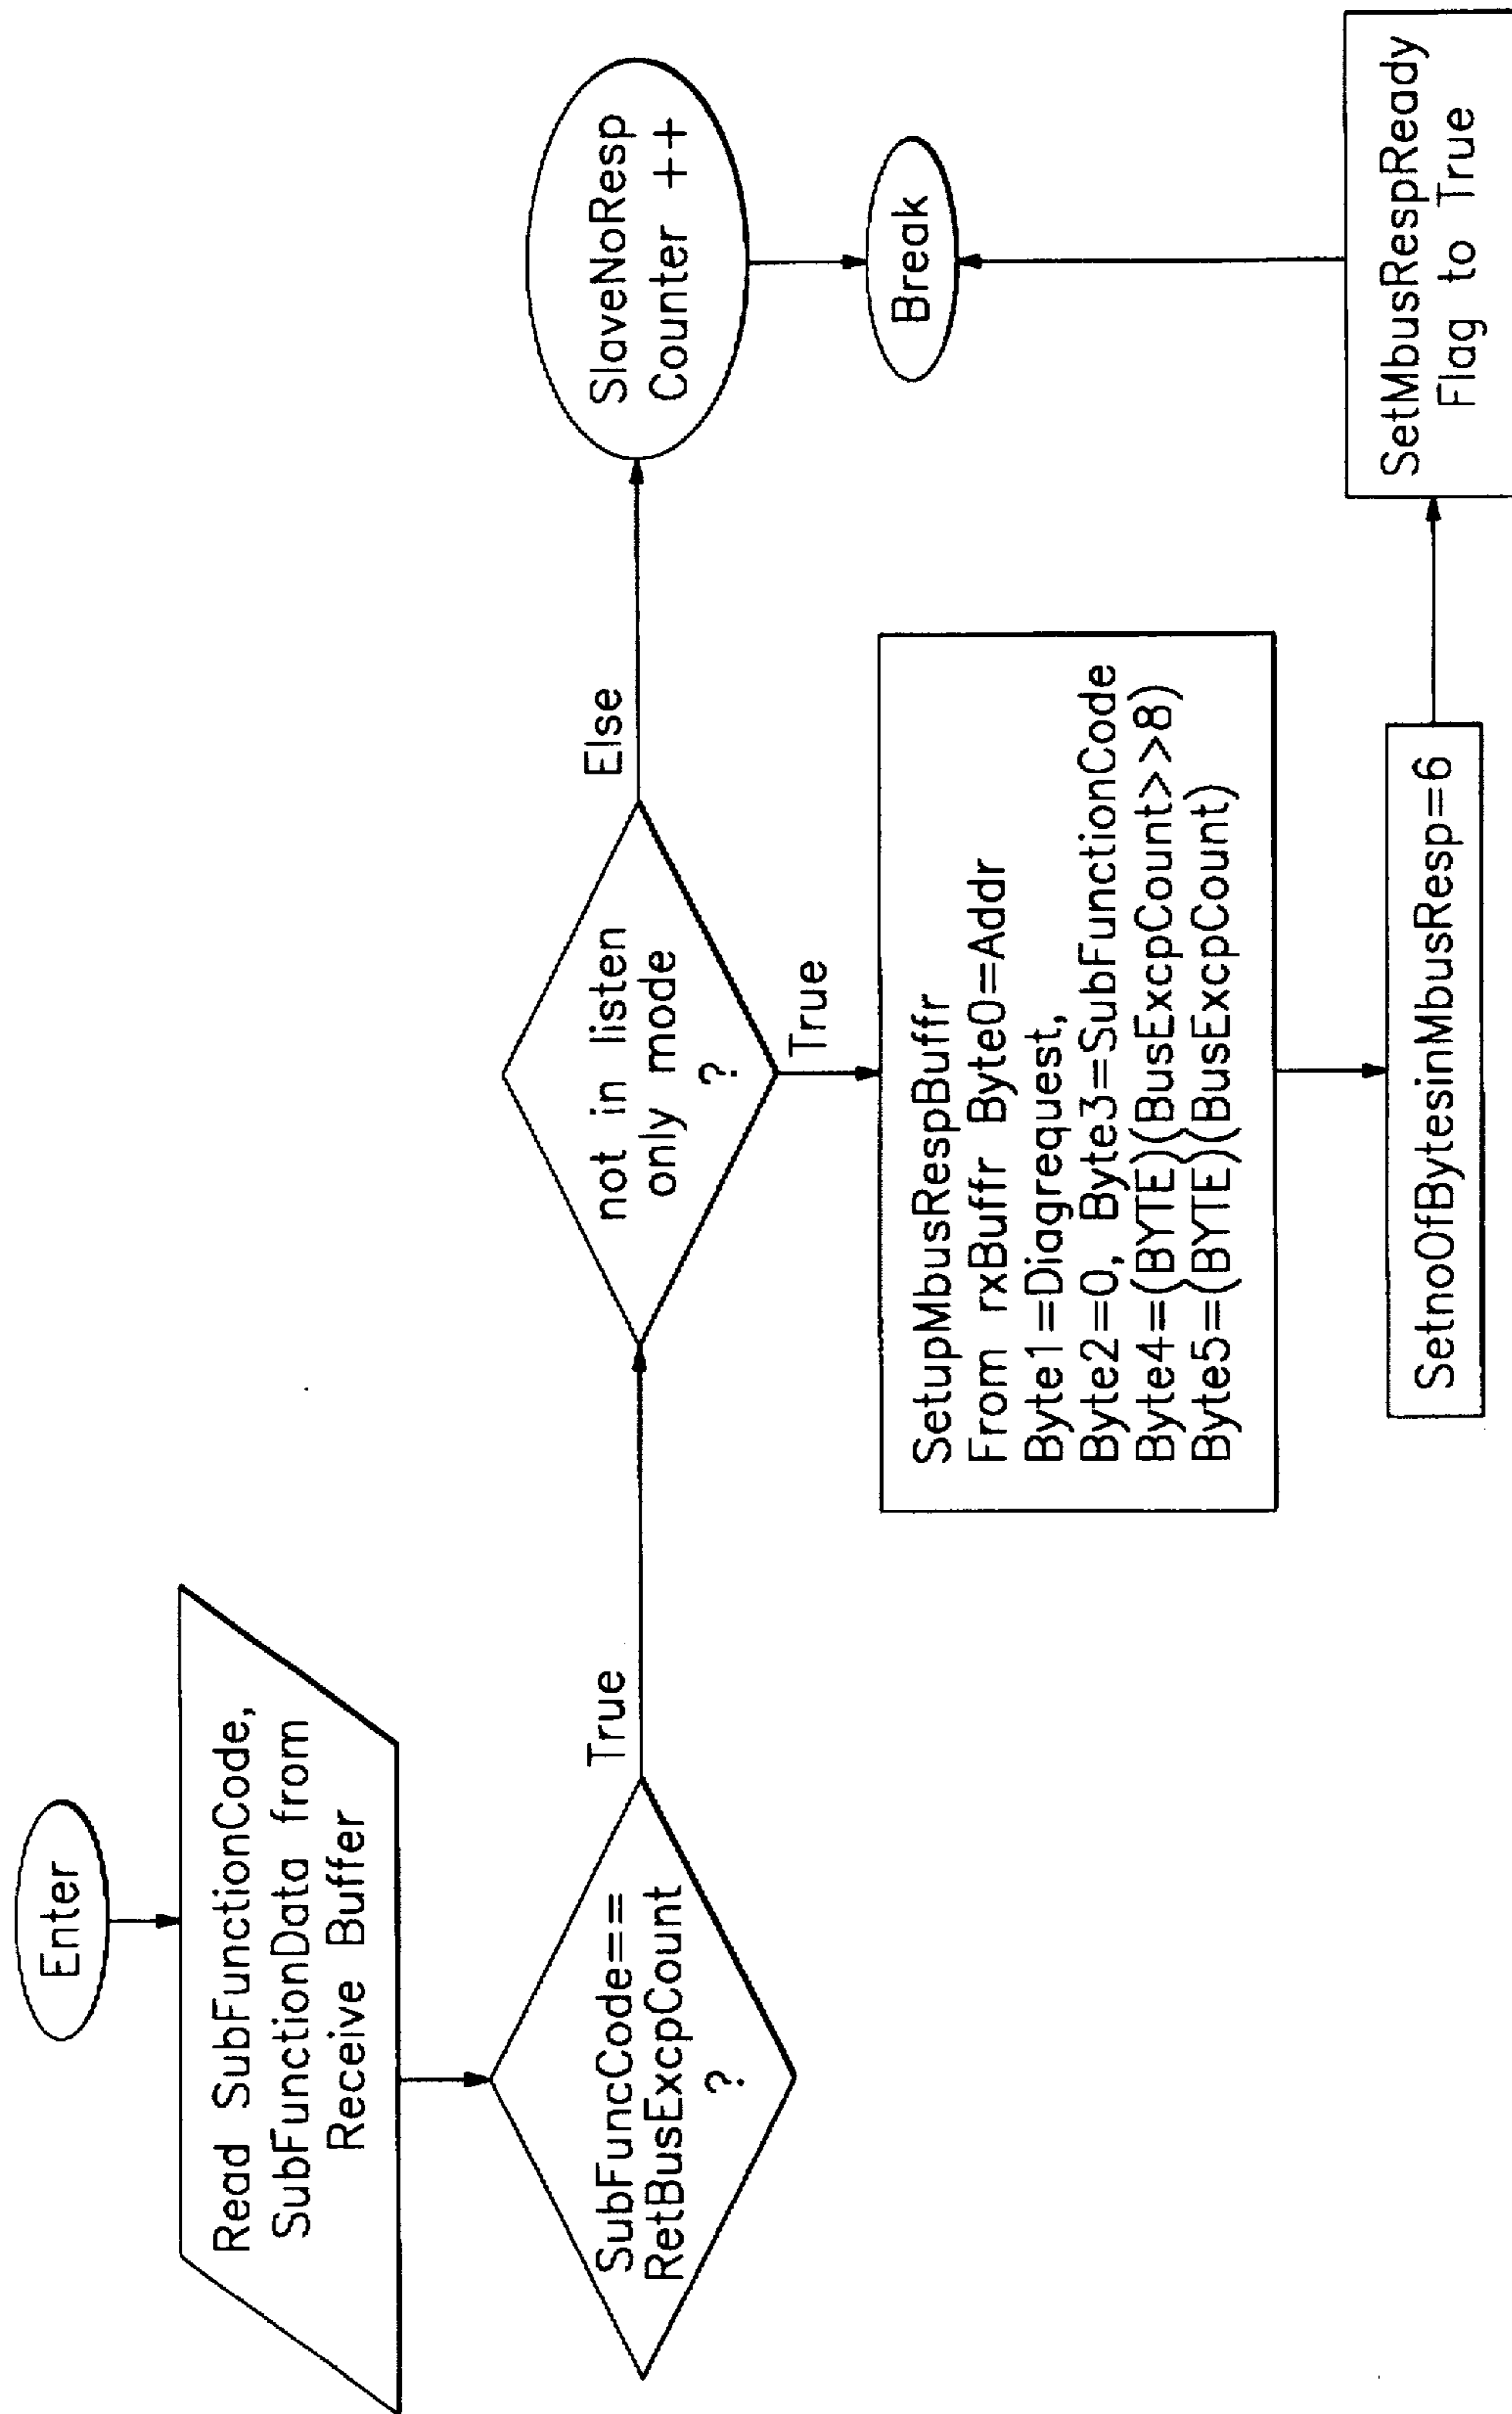 Enter
Read SubFunctionCode,
SubFunctionData from
Receive Buffer
SubFuncCode==
RetBusExcpCount
?
True
not in listen
only mode
?
Else
SlaveNoResp
Counter ++
Break
True
SetupMbusRespBuffr
From rxBuffr Byte0=Addr
Byte1=Diagrequest,
Byte2=0, Byte3=SubFunctionCode
Byte4=(BYTE)(BusExcpCount>>8)
Byte5=(BYTE)(BusExcpCount)
SetnoOfBytesinMbusResp=6
SetMbusRespReady
Flag to True